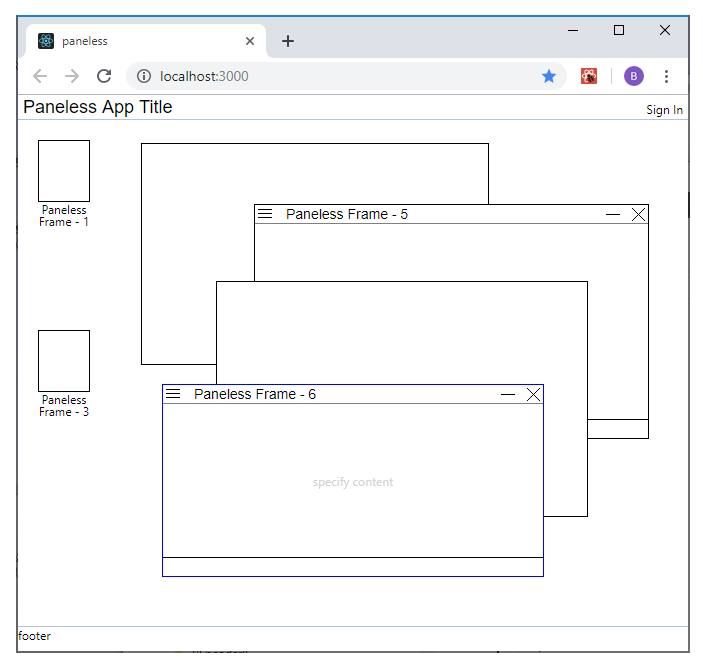 paneless
localhost:3000
B
Paneless App Title
Sign In
Paneless
Frame - 1
Paneless Frame - 5
Paneless
Frame - 3
Paneless Frame - 6
specify content
footer